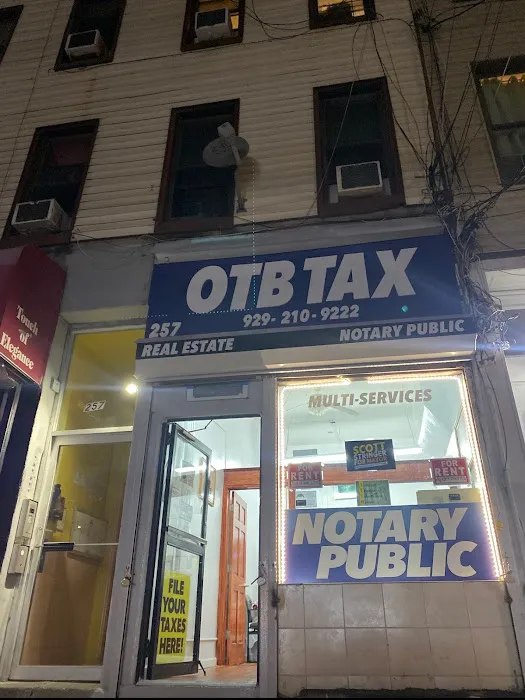 OTB TAX
929-210-9222
257
REAL ESTATE
NOTARY PUBLIC
Touch
of
Elegance
257
MULTI-SERVICES
SCOTT
STRINGER
FOR
RENT
FOR
RENT
NOTARY
PUBLIC
FILE
YOUR
TAXES
HERE!